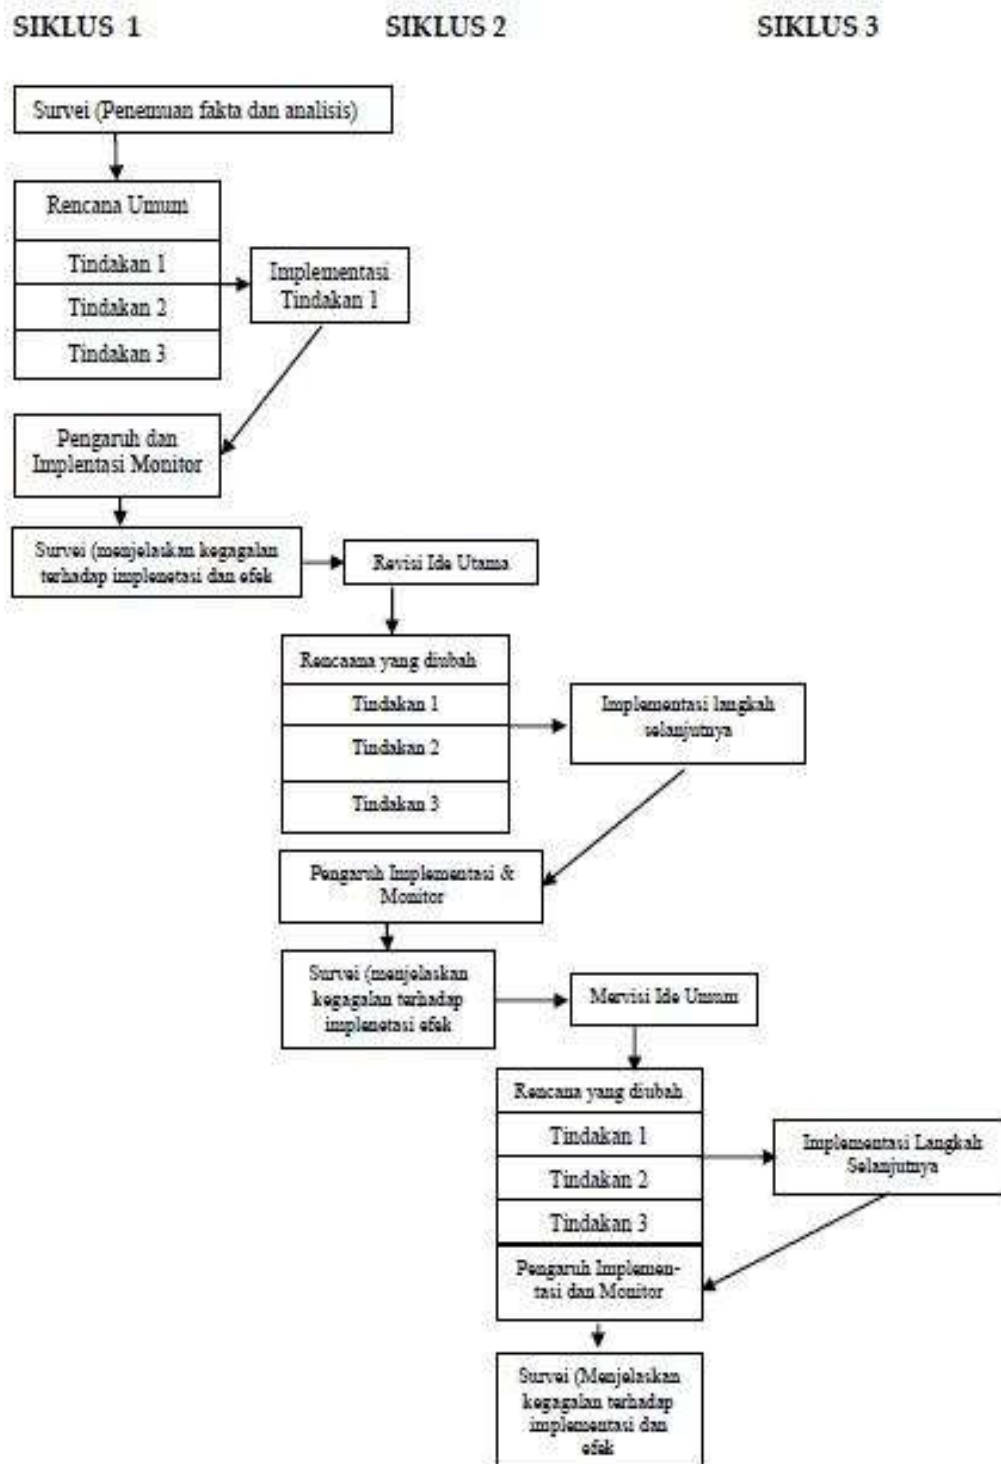 SIKLUS 1 SIKLUS 2 SIKLUS 3
Survei (Penemuan fakta dan analisis)
Rencana Umum
Tindakan 1
Tindakan 2
Tindakan 3
Implementasi
Tindakan 1
Pengaruh dan
Implentasi Monitor
Survei (menjelaskan kegagalan
terhadap implenetasi dan efek
Revisi Ide Utama
Rencaana yang diubah
Tindakan 1
Tindakan 2
Tindakan 3
Implementasi langkah
selanjutnya
Pengaruh Implementasi &
Monitor
Survei (menjelaskan
kegagalan terhadap
implenetasi efek
Mervisi Ide Umum
Rencana yang diubah
Tindakan 1
Tindakan 2
Tindakan 3
Implementasi Langkah
Selanjutnya
Pengaruh Implemen-
tasi dan Monitor
Survei (Menjelaskan
kegagalan terhadap
implementasi dan
efek